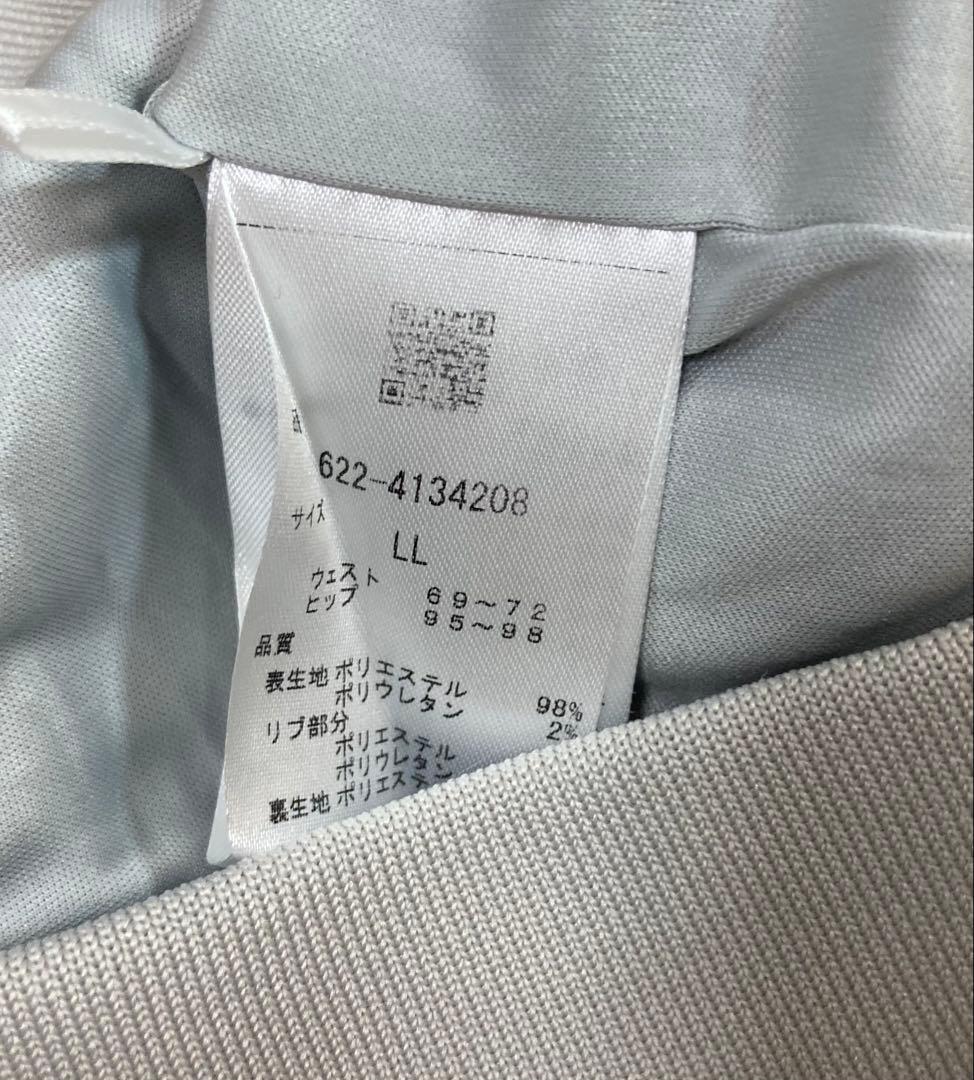 622-4134208
サイズ
LL
ウェスト 69~72
ヒップ 95~98
品質
表生地 ポリエステル 98%
ポリウレタン 2%
リブ部分
ポリエステル
ポリウレタン
裏生地 ポリエステ